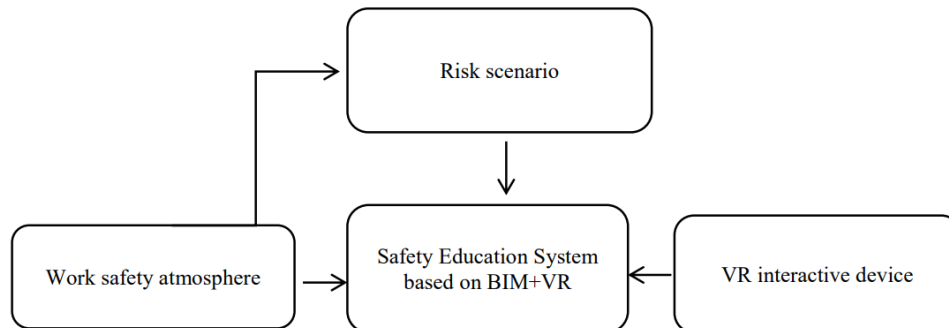 Risk scenario
Work safety atmosphere
Safety Education System
based on BIM+VR
VR interactive device